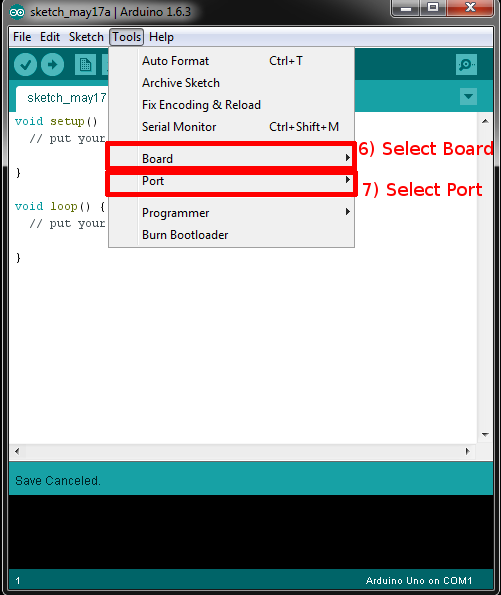 sketch_may17a | Arduino 1.6.3
File Edit Sketch Tools Help
Auto Format Ctrl+T
Archive Sketch
Fix Encoding & Reload
Serial Monitor Ctrl+Shift+M
Board
Port
Programmer
Burn Bootloader
6) Select Board
7) Select Port
sketch_may17
void setup()
// put your
}
void loop() {
// put your
}
Save Canceled.
1 Arduino Uno on COM1